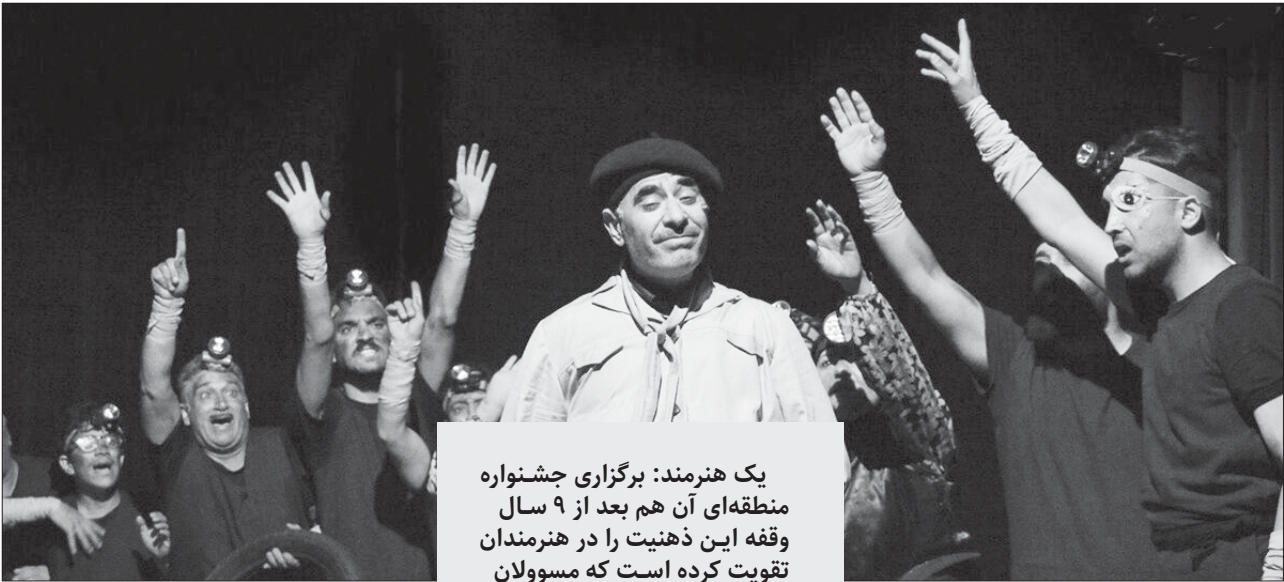 یک هنرمند: برگزاری جشنواره
منطقه‌ای آن هم بعد از ۹ سال
وقفه این ذهنیت را در هنرمندان
تقویت کرده است که مسوولان